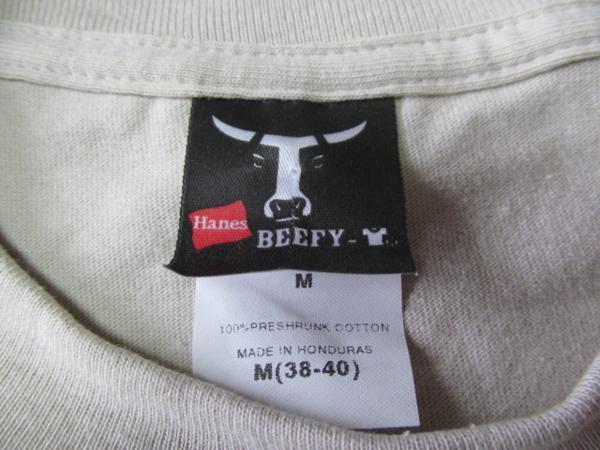 Hanes
BEEFY-
M
100% PRESHRUNK COTTON
MADE IN HONDURAS
M(38-40)